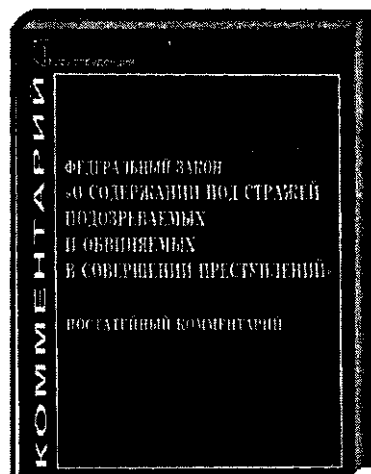 КОММЕНТАРИЙ
ФЕДЕРАЛЬНЫЙ ЗАКОН
«О СОДЕРЖАНИИ ПОД СТРАЖЕЙ
ПОДОЗРЕВАЕМЫХ
И ОБВИНЯЕМЫХ
В СОВЕРШЕНИИ ПРЕСТУПЛЕНИЙ»
ПОСТАТЕЙНЫЙ КОММЕНТАРИЙ